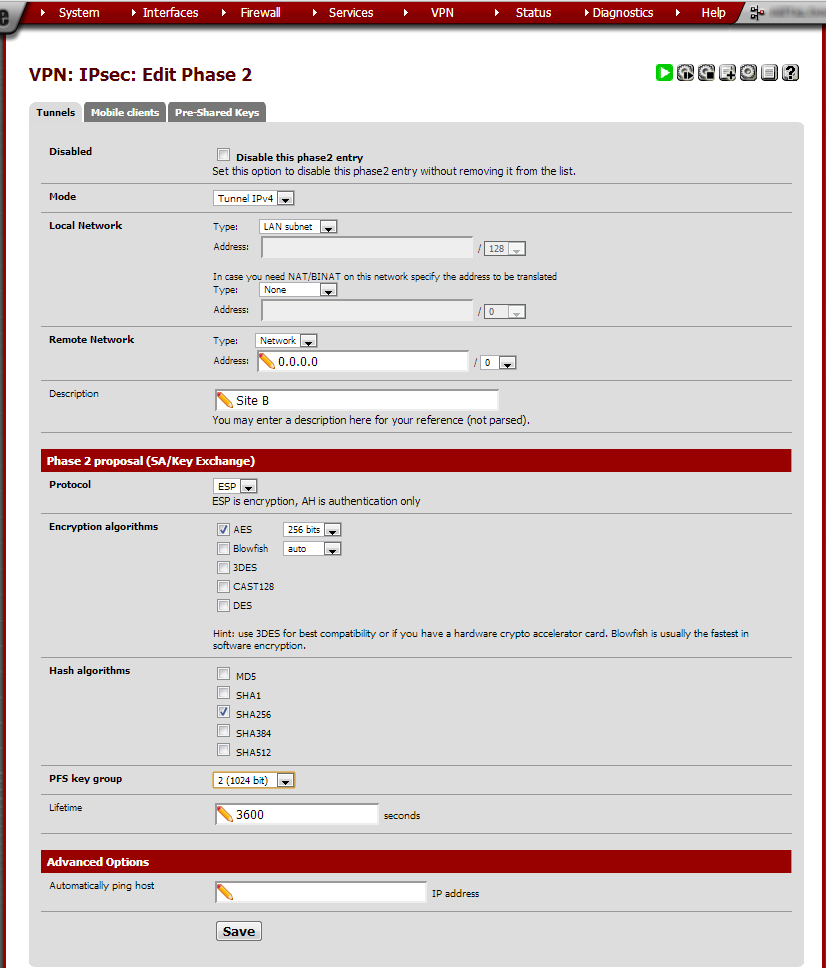 System Interfaces Firewall Services VPN Status Diagnostics Help
VPN: IPsec: Edit Phase 2
Tunnels Mobile clients Pre-Shared Keys
Disabled
Disable this phase2 entry
Set this option to disable this phase2 entry without removing it from the list.
Mode Tunnel IPv4
Local Network Type: LAN subnet
Address: / 128
In case you need NAT/BINAT on this network specify the address to be translated
Type: None
Address: / 0
Remote Network Type: Network
Address: 0.0.0.0 / 0
Description Site B
You may enter a description here for your reference (not parsed).
Phase 2 proposal (SA/Key Exchange)
Protocol ESP
ESP is encryption, AH is authentication only
Encryption algorithms AES 256 bits
Blowfish auto
3DES
CAST128
DES
Hint: use 3DES for best compatibility or if you have a hardware crypto accelerator card. Blowfish is usually the fastest in
software encryption.
Hash algorithms MD5
SHA1
SHA256
SHA384
SHA512
PFS key group 2 (1024 bit)
Lifetime 3600 seconds
Advanced Options
Automatically ping host IP address
Save